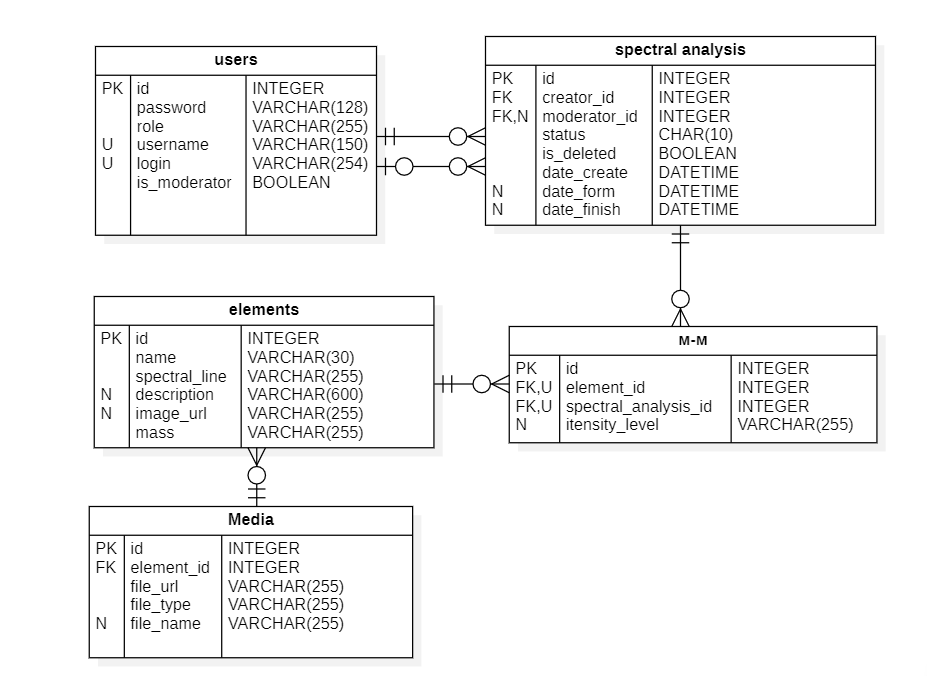 users
PK id INTEGER
password VARCHAR(128)
role VARCHAR(255)
U username VARCHAR(150)
U login VARCHAR(254)
is_moderator BOOLEAN
spectral analysis
PK id INTEGER
FK creator_id INTEGER
FK,N moderator_id INTEGER
status CHAR(10)
is_deleted BOOLEAN
date_create DATETIME
N date_form DATETIME
N date_finish DATETIME
elements
PK id INTEGER
name VARCHAR(30)
spectral_line VARCHAR(255)
N description VARCHAR(600)
N image_url VARCHAR(255)
mass VARCHAR(255)
M-M
PK id INTEGER
FK,U element_id INTEGER
FK,U spectral_analysis_id INTEGER
N itensity_level VARCHAR(255)
Media
PK id INTEGER
FK element_id INTEGER
file_url VARCHAR(255)
file_type VARCHAR(255)
N file_name VARCHAR(255)